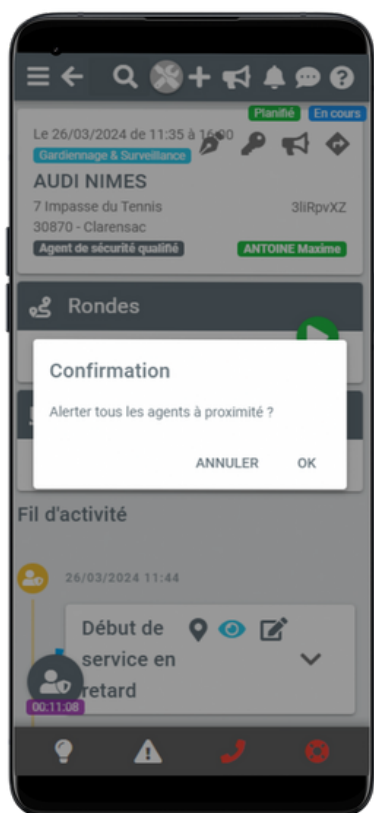 Planifié En cours
Le 26/03/2024 de 11:35 à 16:00
Gardiennage & Surveillance
AUDI NIMES
7 Impasse du Tennis 3liRpvXZ
30870 - Clarensac
Agent de sécurité qualifié ANTOINE Maxime
Rondes
Confirmation
Alerter tous les agents à proximité ?
ANNULER OK
Fil d'activité
26/03/2024 11:44
Début de
service en
retard
00:11:08